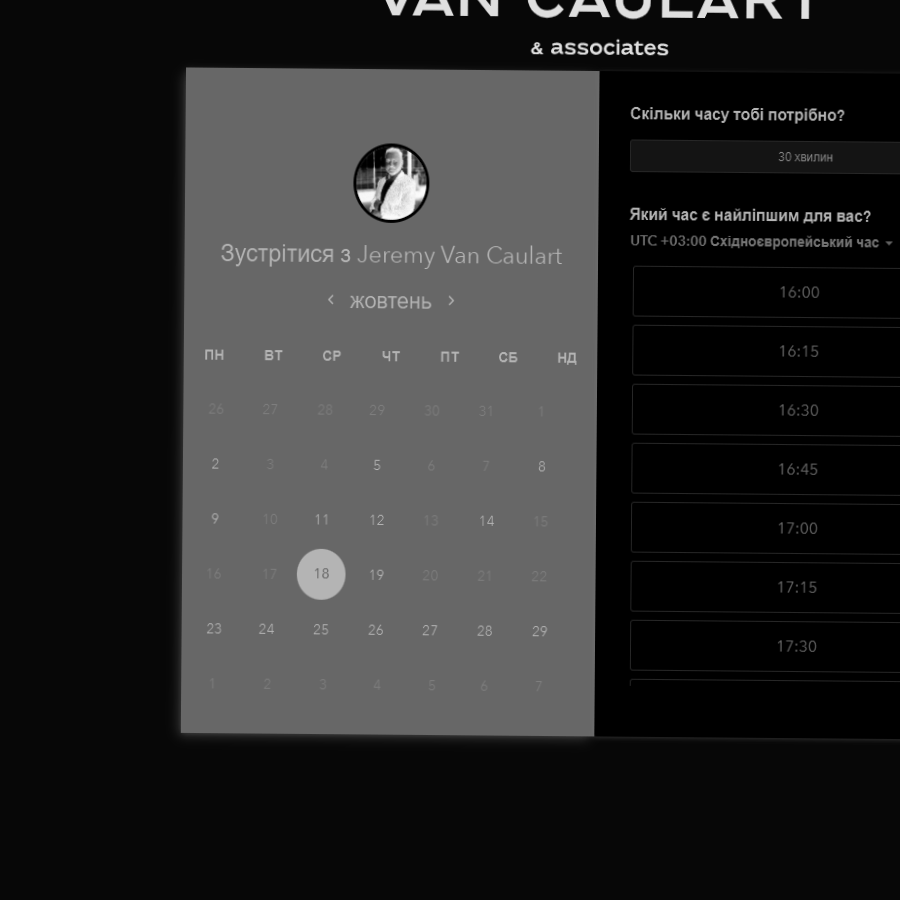 VAN CAULART
& associates
Зустрітися з Jeremy Van Caulart
‹ жовтень ›
ПН ВТ СР ЧТ ПТ СБ НД
26 27 28 29 30 31 1
2 3 4 5 6 7 8
9 10 11 12 13 14 15
16 17 18 19 20 21 22
23 24 25 26 27 28 29
1 2 3 4 5 6 7
Скільки часу тобі потрібно?
30 хвилин
Який час є найліпшим для вас?
UTC +03:00 Східноєвропейський час
16:00
16:15
16:30
16:45
17:00
17:15
17:30